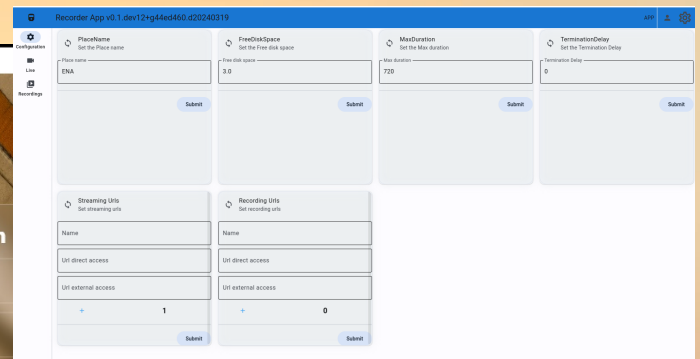 Recorder App v0.1.dev12+g44ed460.d20240319
APP
Configuration
Live
Recordings
PlaceName
Set the Place name
Place name
ENA
Submit
FreeDiskSpace
Set the Free disk space
Free disk space
3.0
Submit
MaxDuration
Set the Max duration
Max duration
720
Submit
TerminationDelay
Set the Termination Delay
Termination Delay
0
Submit
Streaming Urls
Set streaming urls
Name
Url direct access
Url external access
+ 1
Submit
Recording Urls
Set recording urls
Name
Url direct access
Url external access
+ 0
Submit